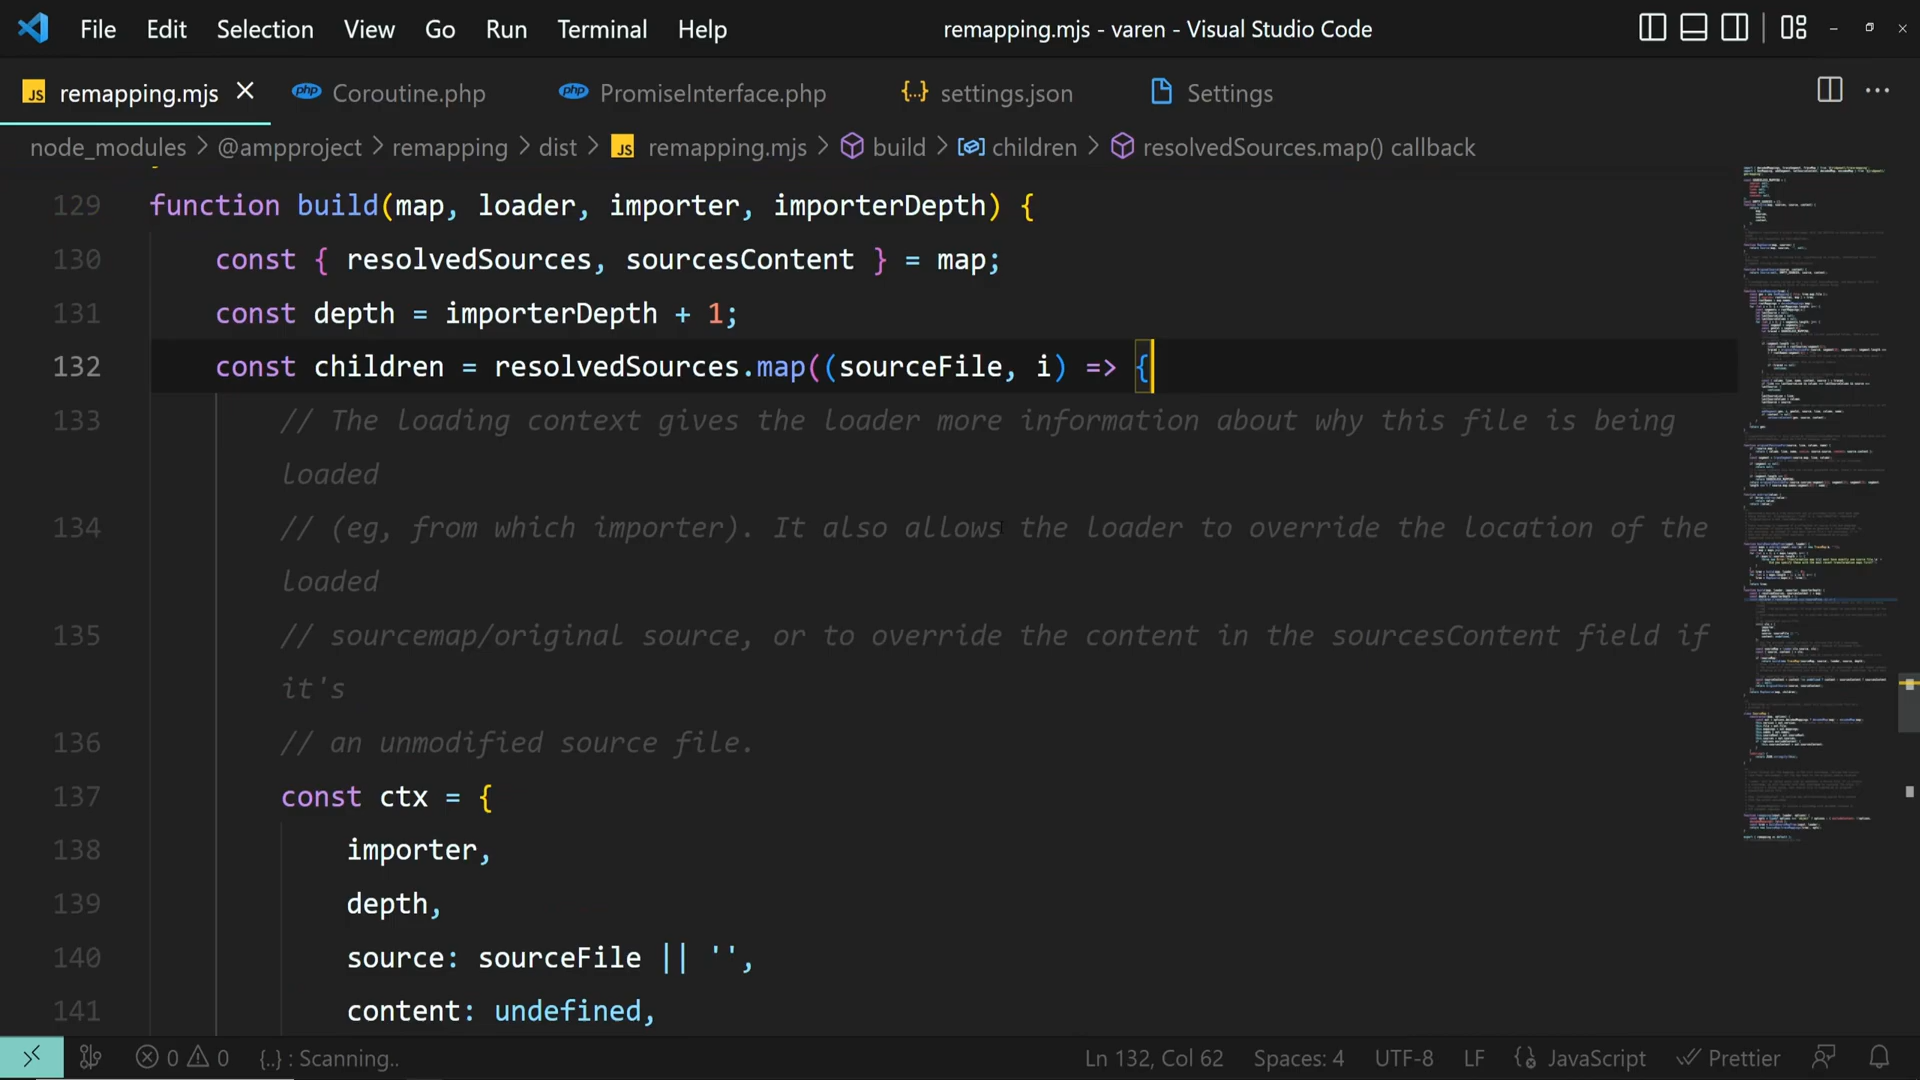 File Edit Selection View Go Run Terminal Help remapping.mjs - varen - Visual Studio Code
JS remapping.mjs php Coroutine.php php PromiseInterface.php {..} settings.json Settings
node_modules > @ampproject > remapping > dist > JS remapping.mjs > build > children > resolvedSources.map() callback
129 function build(map, loader, importer, importerDepth) {
130 const { resolvedSources, sourcesContent } = map;
131 const depth = importerDepth + 1;
132 const children = resolvedSources.map((sourceFile, i) => {
133 // The loading context gives the loader more information about why this file is being
loaded
134 // (eg, from which importer). It also allows the loader to override the location of the
loaded
135 // sourcemap/original source, or to override the content in the sourcesContent field if
it's
136 // an unmodified source file.
137 const ctx = {
138 importer,
139 depth,
140 source: sourceFile || '',
141 content: undefined,
0 0 {..} : Scanning.. Ln 132, Col 62 Spaces: 4 UTF-8 LF JavaScript Prettier